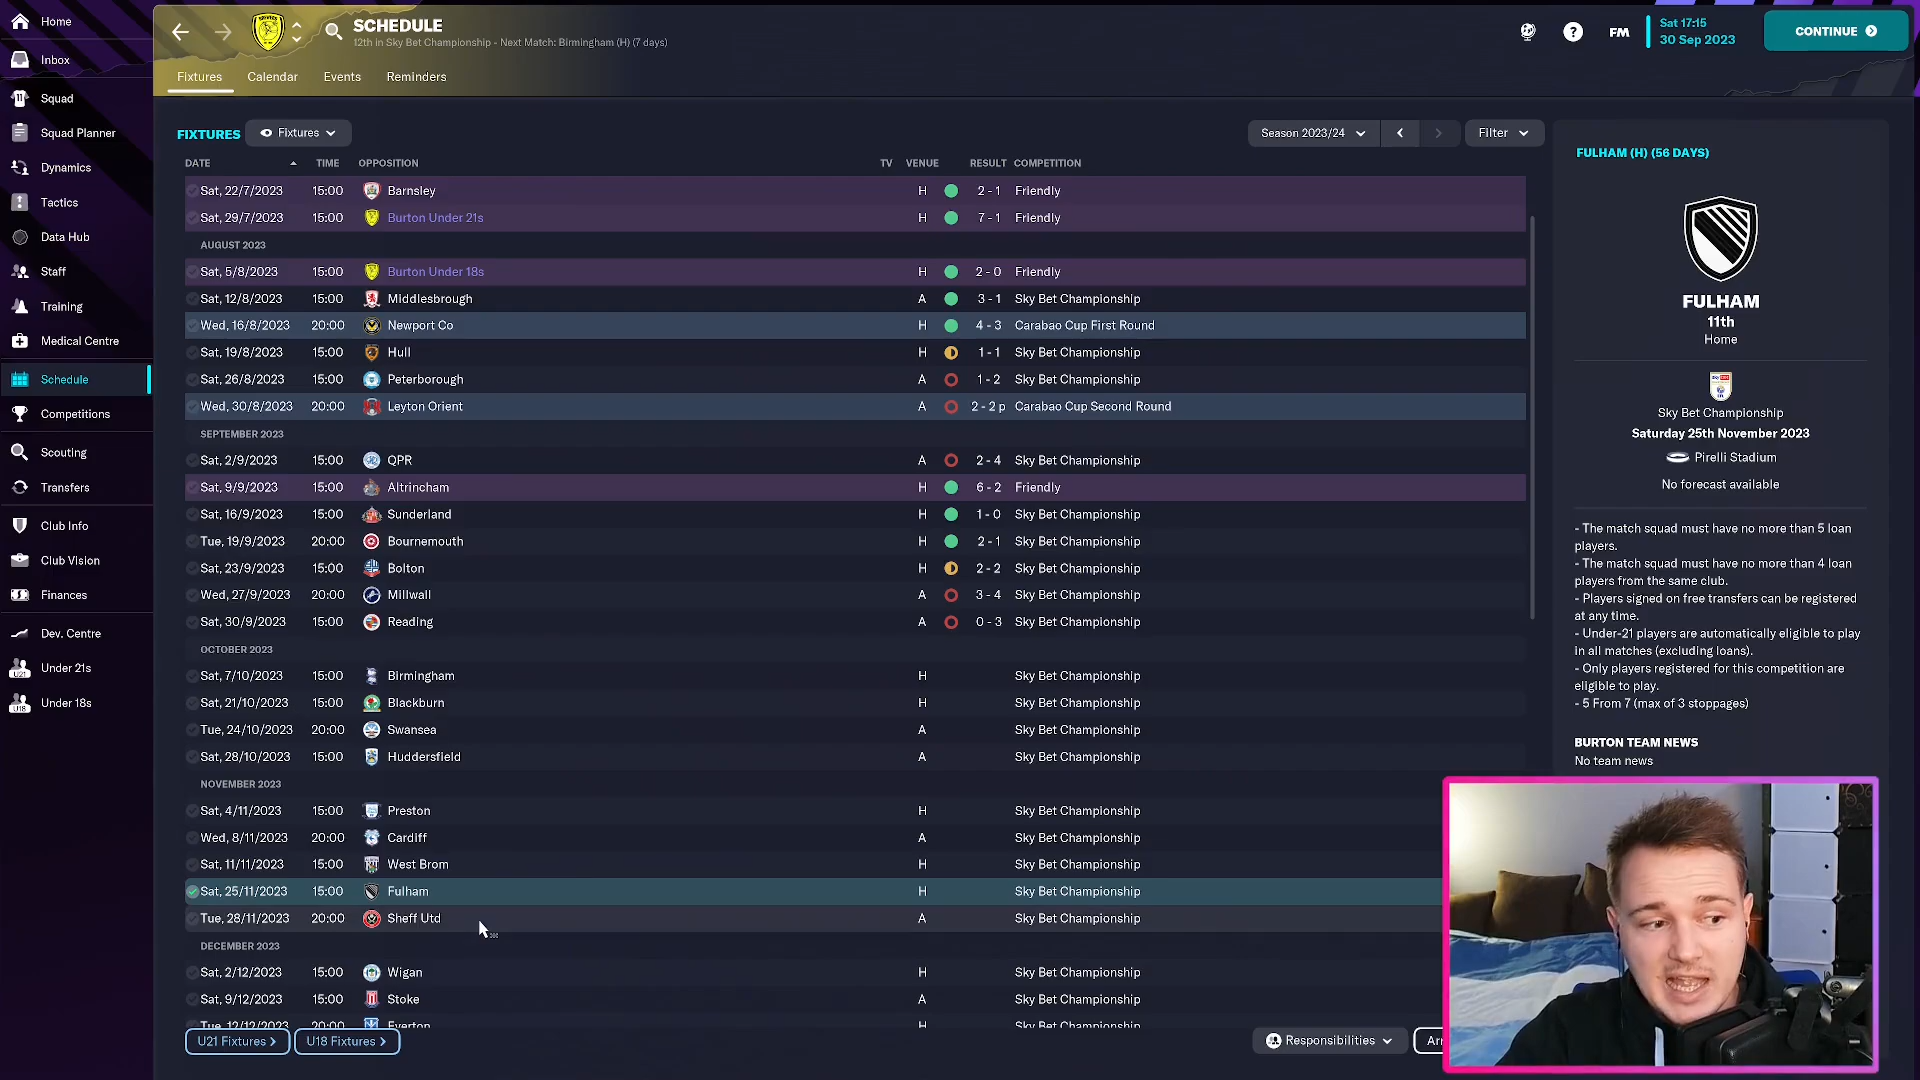 Home
Inbox
Squad
Squad Planner
Dynamics
Tactics
Data Hub
Staff
Training
Medical Centre
Schedule
Competitions
Scouting
Transfers
Club Info
Club Vision
Finances
Dev. Centre
Under 21s
Under 18s
SCHEDULE
12th in Sky Bet Championship - Next Match: Birmingham (H) (7 days)
Fixtures Calendar Events Reminders
FM
Sat 17:15
30 Sep 2023
CONTINUE
FIXTURES Fixtures Season 2023/24 Filter
DATE TIME OPPOSITION TV VENUE RESULT COMPETITION
Sat, 22/7/2023 15:00 Barnsley H 2 - 1 Friendly
Sat, 29/7/2023 15:00 Burton Under 21s H 7 - 1 Friendly
AUGUST 2023
Sat, 5/8/2023 15:00 Burton Under 18s H 2 - 0 Friendly
Sat, 12/8/2023 15:00 Middlesbrough A 3 - 1 Sky Bet Championship
Wed, 16/8/2023 20:00 Newport Co H 4 - 3 Carabao Cup First Round
Sat, 19/8/2023 15:00 Hull H 1 - 1 Sky Bet Championship
Sat, 26/8/2023 15:00 Peterborough A 1 - 2 Sky Bet Championship
Wed, 30/8/2023 20:00 Leyton Orient A 2 - 2 p Carabao Cup Second Round
SEPTEMBER 2023
Sat, 2/9/2023 15:00 QPR A 2 - 4 Sky Bet Championship
Sat, 9/9/2023 15:00 Altrincham H 6 - 2 Friendly
Sat, 16/9/2023 15:00 Sunderland H 1 - 0 Sky Bet Championship
Tue, 19/9/2023 20:00 Bournemouth H 2 - 1 Sky Bet Championship
Sat, 23/9/2023 15:00 Bolton H 2 - 2 Sky Bet Championship
Wed, 27/9/2023 20:00 Millwall A 3 - 4 Sky Bet Championship
Sat, 30/9/2023 15:00 Reading A 0 - 3 Sky Bet Championship
OCTOBER 2023
Sat, 7/10/2023 15:00 Birmingham H Sky Bet Championship
Sat, 21/10/2023 15:00 Blackburn H Sky Bet Championship
Tue, 24/10/2023 20:00 Swansea A Sky Bet Championship
Sat, 28/10/2023 15:00 Huddersfield A Sky Bet Championship
NOVEMBER 2023
Sat, 4/11/2023 15:00 Preston H Sky Bet Championship
Wed, 8/11/2023 20:00 Cardiff A Sky Bet Championship
Sat, 11/11/2023 15:00 West Brom H Sky Bet Championship
Sat, 25/11/2023 15:00 Fulham H Sky Bet Championship
Tue, 28/11/2023 20:00 Sheff Utd A Sky Bet Championship
DECEMBER 2023
Sat, 2/12/2023 15:00 Wigan H Sky Bet Championship
Sat, 9/12/2023 15:00 Stoke A Sky Bet Championship
Tue, 12/12/2023 20:00 Everton H Sky Bet Championship
U21 Fixtures U18 Fixtures Responsibilities Arr
FULHAM (H) (56 DAYS)
FULHAM
11th
Home
Sky Bet Championship
Saturday 25th November 2023
Pirelli Stadium
No forecast available
- The match squad must have no more than 5 loan
players.
- The match squad must have no more than 4 loan
players from the same club.
- Players signed on free transfers can be registered
at any time.
- Under-21 players are automatically eligible to play
in all matches (excluding loans).
- Only players registered for this competition are
eligible to play.
- 5 From 7 (max of 3 stoppages)
BURTON TEAM NEWS
No team news